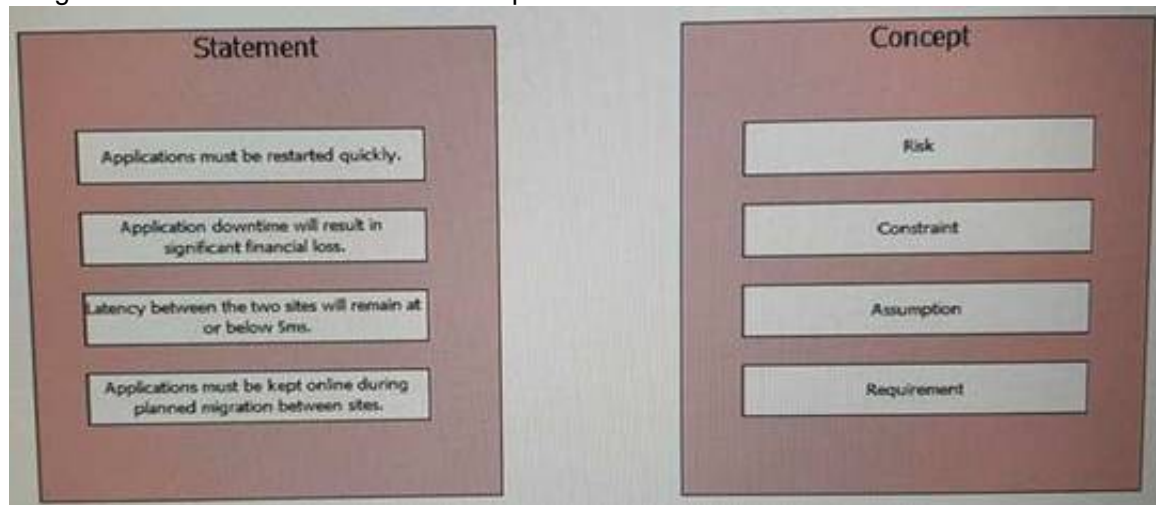 Statement
Applications must be restarted quickly.
Application downtime will result in
significant financial loss.
Latency between the two sites will remain at
or below 5ms.
Applications must be kept online during
planned migration between sites.
Concept
Risk
Constraint
Assumption
Requirement